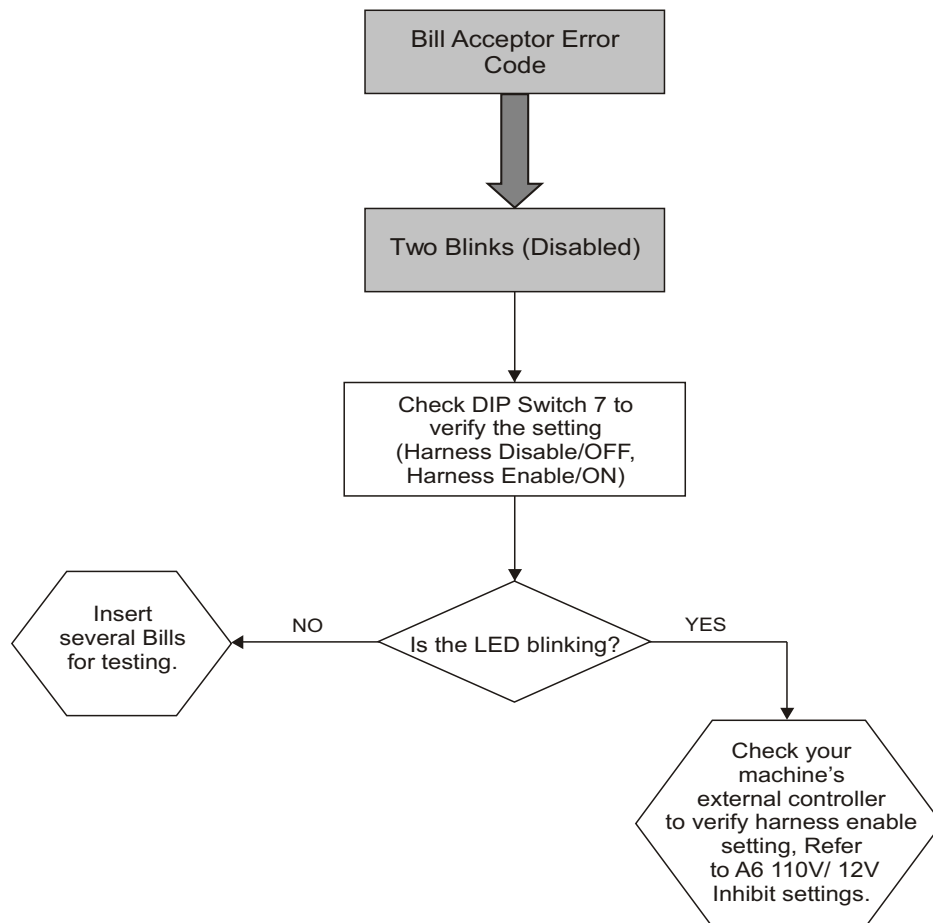 Bill Acceptor Error
Code
Two Blinks (Disabled)
Check DIP Switch 7 to
verify the setting
(Harness Disable/OFF,
Harness Enable/ON)
Is the LED blinking?
NO
YES
Insert
several Bills
for testing.
Check your
machine’s
external controller
to verify harness enable
setting, Refer
to A6 110V/ 12V
Inhibit settings.